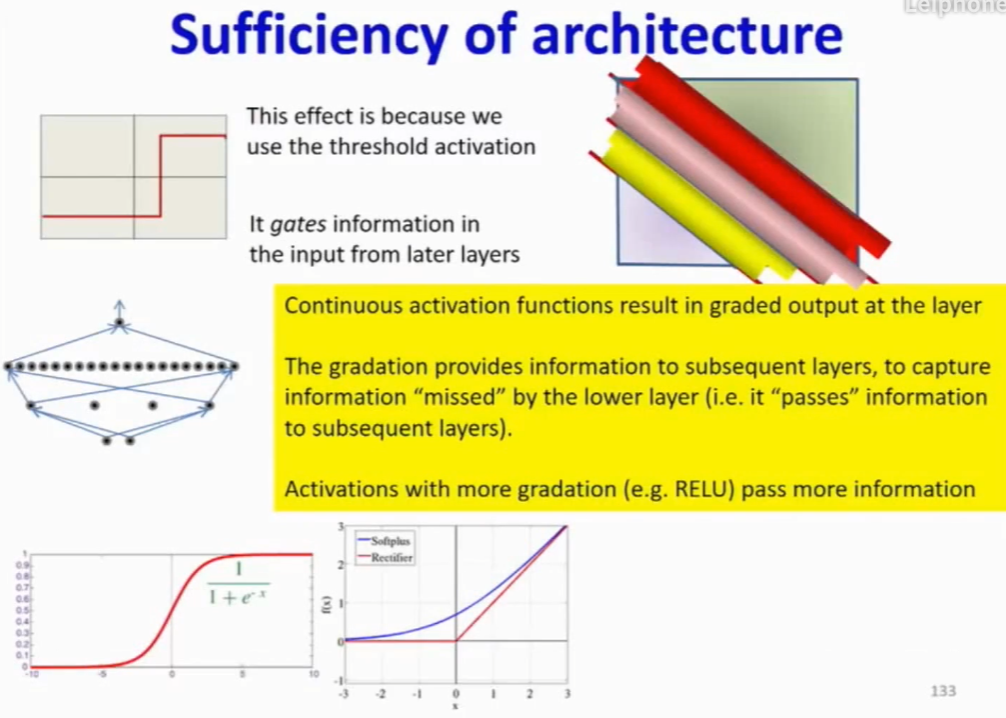 Leiphone
Sufficiency of architecture
This effect is because we
use the threshold activation
It gates information in
the input from later layers
Continuous activation functions result in graded output at the layer
The gradation provides information to subsequent layers, to capture
information “missed” by the lower layer (i.e. it “passes” information
to subsequent layers).
Activations with more gradation (e.g. RELU) pass more information
1
0.9
0.8
0.7
0.6
0.5
0.4
0.3
0.2
0.1
0
-10 -5 0 5 10
1
1 + e^-x
Softplus
Rectifier
f(x)
3
2
1
0
-1
-3 -2 -1 0 1 2 3
x
133